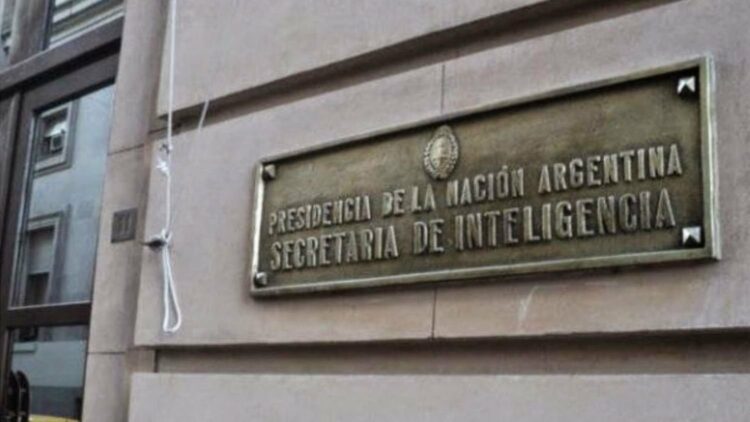 PRESIDENCIA DE LA NACIÓN ARGENTINA
SECRETARIA DE INTELIGENCIA